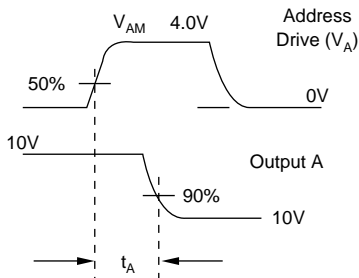 V_AM 4.0V
Address
Drive (V_A)
50%
0V
10V
Output A
90%
10V
t_A